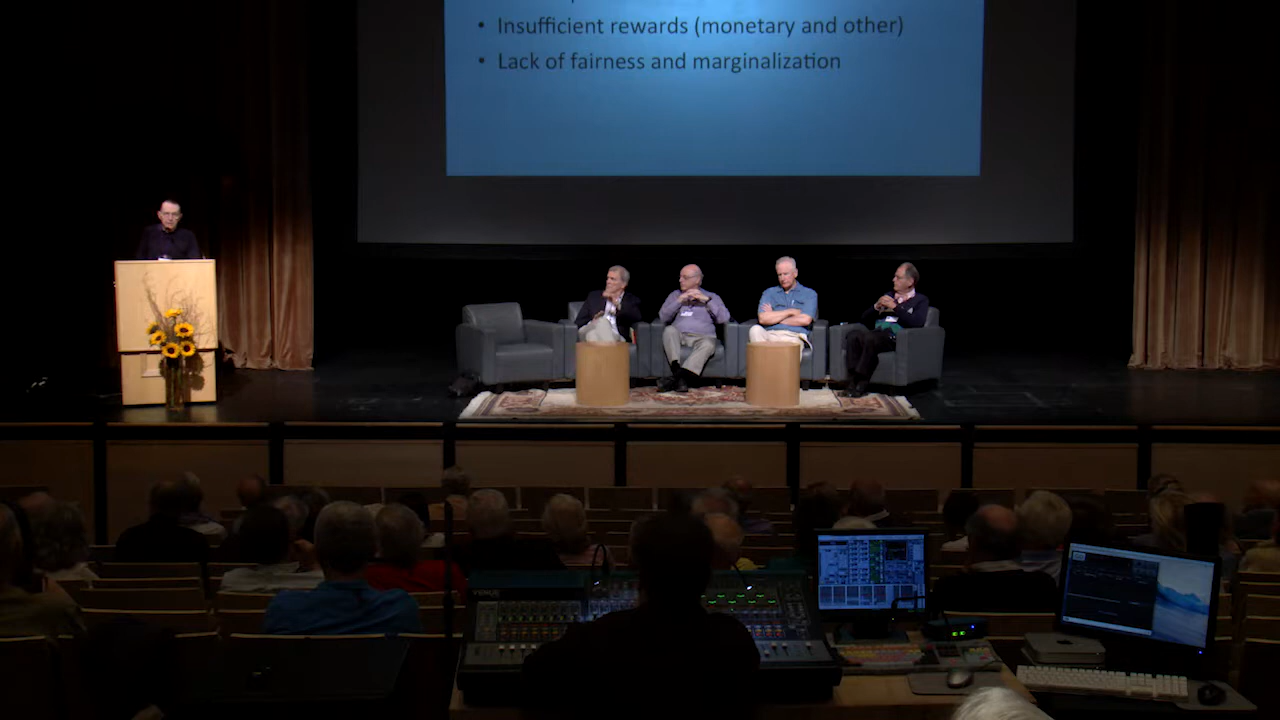 • Insufficient rewards (monetary and other)
• Lack of fairness and marginalization